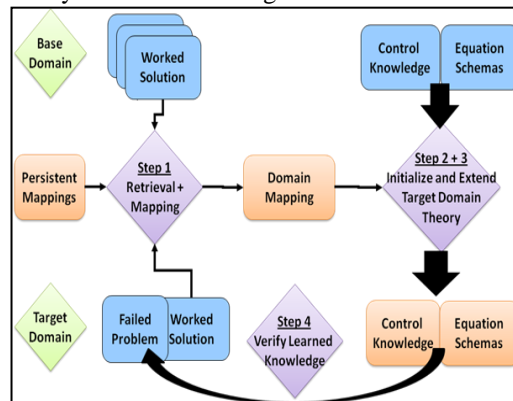 Base
Domain
Worked
Solution
Control
Knowledge
Equation
Schemas
Persistent
Mappings
Step 1
Retrieval +
Mapping
Domain
Mapping
Step 2 + 3
Initialize and Extend
Target Domain
Theory
Target
Domain
Failed
Problem
Worked
Solution
Step 4
Verify Learned
Knowledge
Control
Knowledge
Equation
Schemas